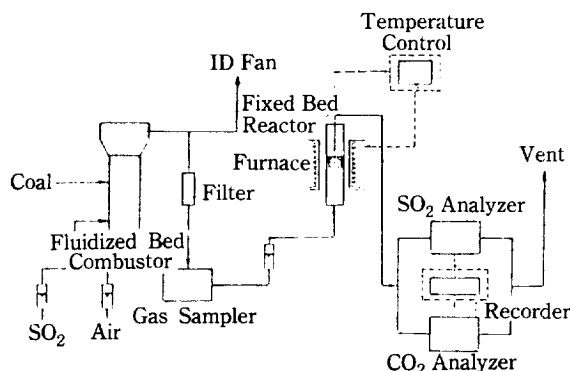 Temperature
Control
ID Fan
Fixed Bed
Reactor
Furnace
Vent
Coal
Filter
SO₂ Analyzer
Fluidized Bed
Combustor
Recorder
Gas Sampler
SO₂
Air
CO₂ Analyzer